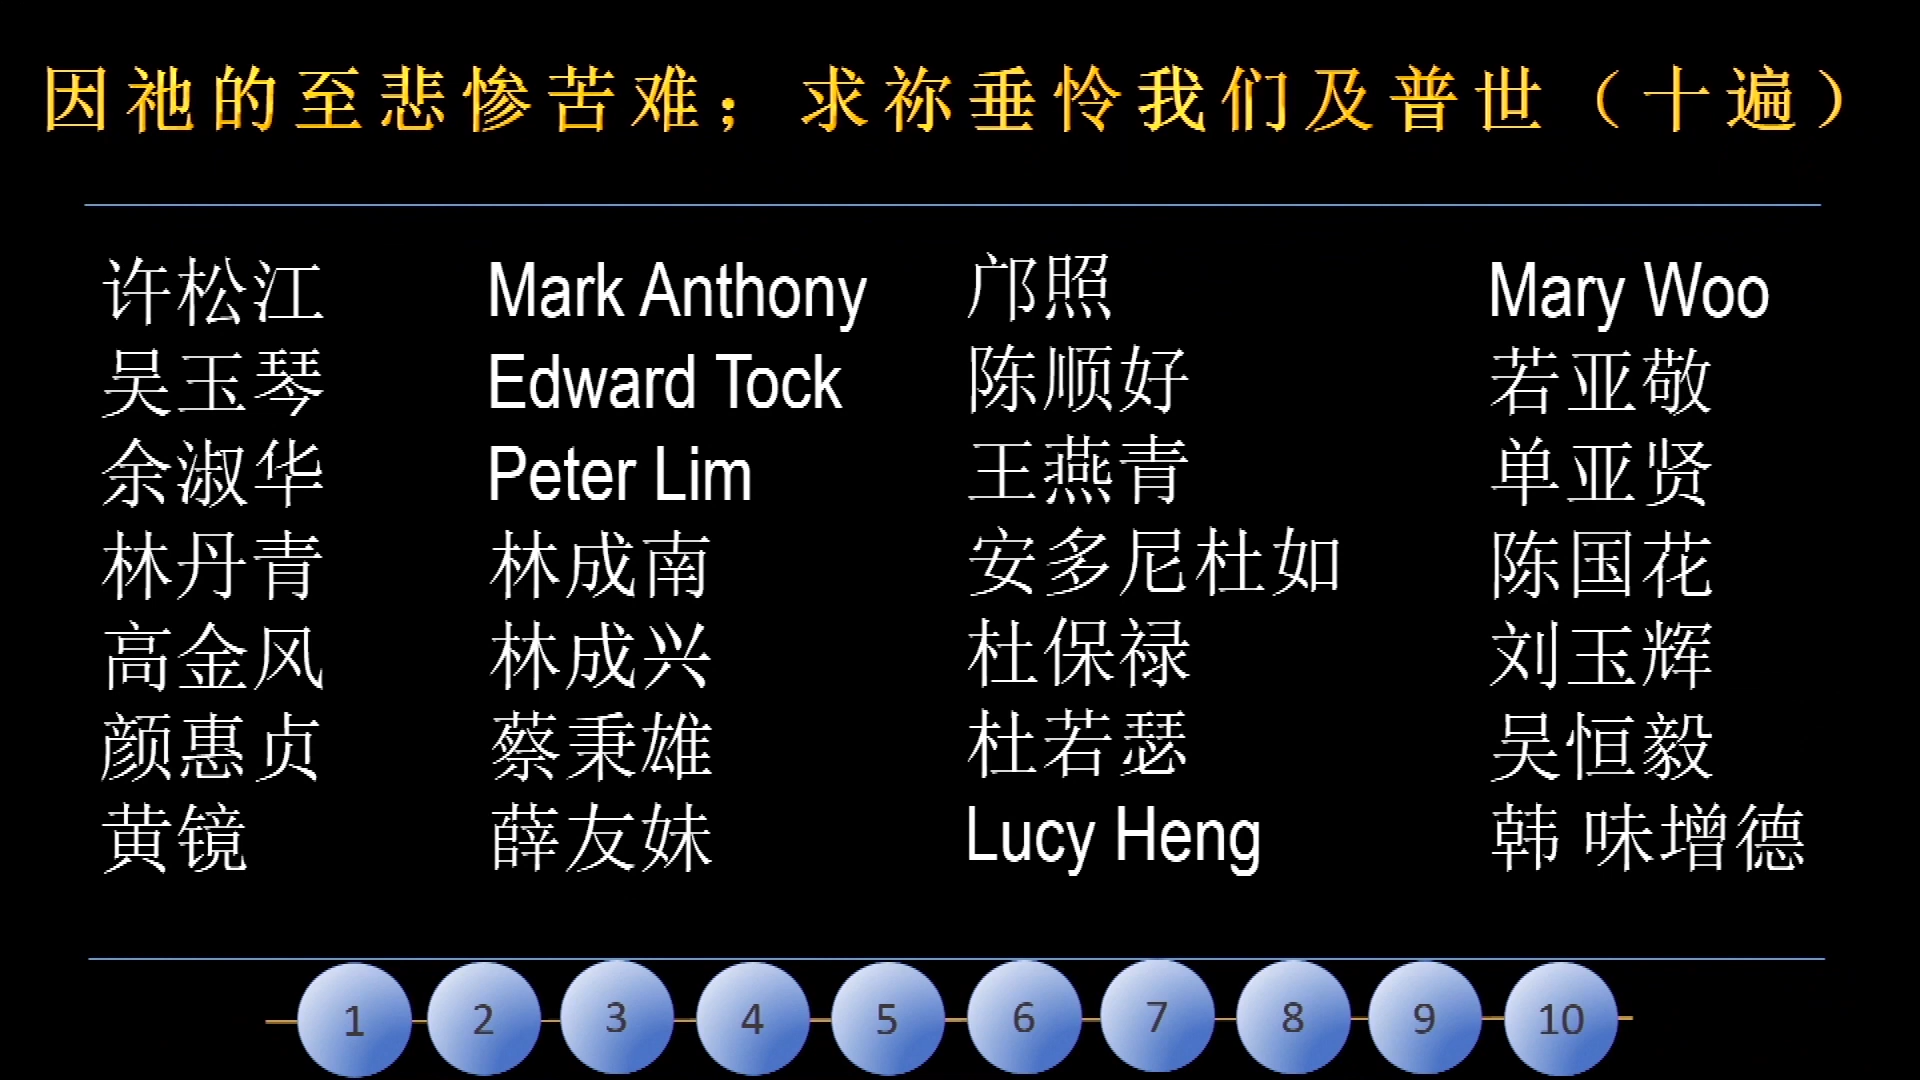 因祂的至悲惨苦难；求祢垂怜我们及普世（十遍）
许松江
吴玉琴
余淑华
林丹青
高金风
颜惠贞
黄镜
Mark Anthony
Edward Tock
Peter Lim
林成南
林成兴
蔡秉雄
薛友妹
邝照
陈顺好
王燕青
安多尼杜如
杜保禄
杜若瑟
Lucy Heng
Mary Woo
若亚敬
单亚贤
陈国花
刘玉辉
吴恒毅
韩 味增德
1 2 3 4 5 6 7 8 9 10